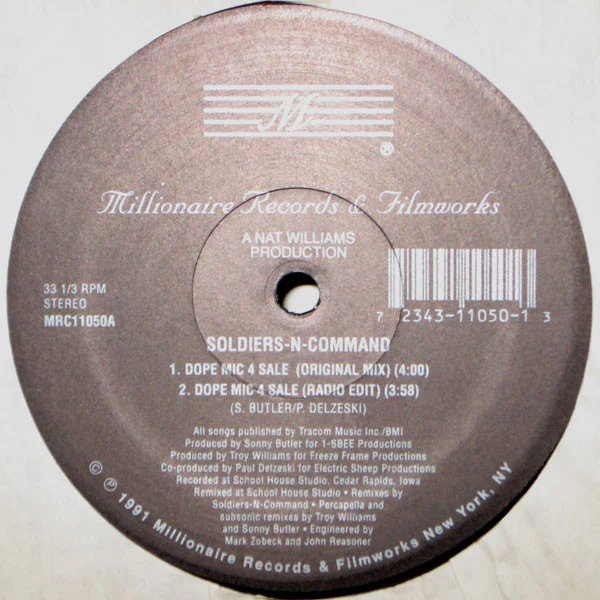 M
Millionaire Records & Filmworks
A NAT WILLIAMS
PRODUCTION
33 1/3 RPM
STEREO
MRC11050A
7 2343-11050-1 3
SOLDIERS-N-COMMAND
1. DOPE MIC 4 SALE (ORIGINAL MIX) (4:00)
2. DOPE MIC 4 SALE (RADIO EDIT) (3:58)
(S. BUTLER/P. DELZESKI)
All songs published by Tracom Music Inc./BMI
Produced by Sonny Butler for 1-SBEE Productions
Produced by Troy Williams for Freeze Frame Productions
Co-produced by Paul Delzeski for Electric Sheep Productions
Recorded at School House Studio, Cedar Rapids, Iowa
Remixed at School House Studio • Remixes by
Soldiers-N-Command • Percapella and
subsonic remixes by Troy Williams
and Sonny Butler • Engineered by
Mark Zobeck and John Reasoner
© ℗ 1991 Millionaire Records & Filmworks New York, NY